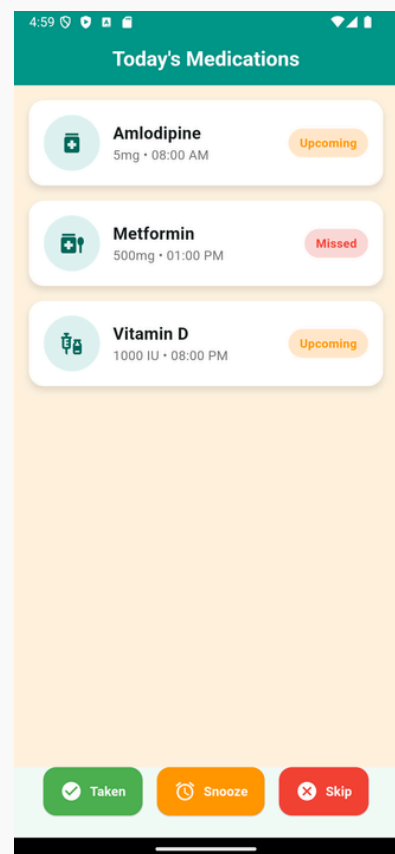 4:59
Today's Medications
Amlodipine
5mg • 08:00 AM
Upcoming
Metformin
500mg • 01:00 PM
Missed
Vitamin D
1000 IU • 08:00 PM
Upcoming
Taken
Snooze
Skip